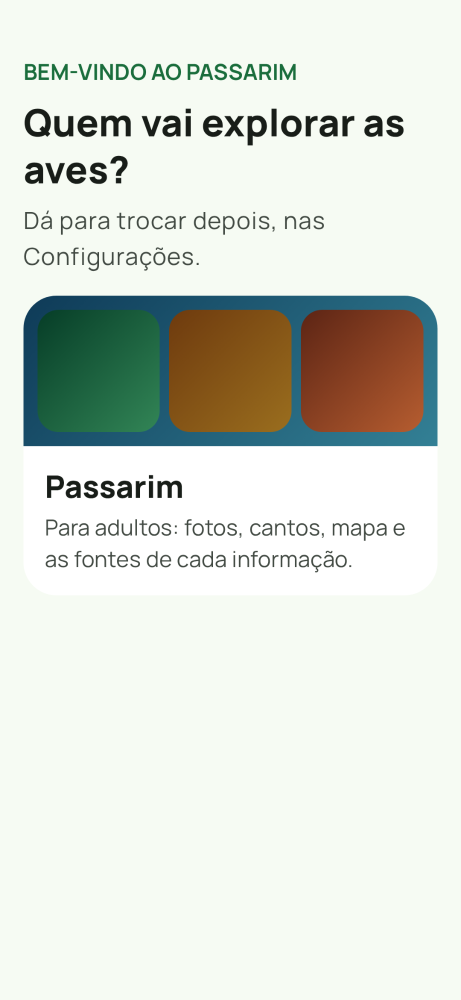 BEM-VINDO AO PASSARIM
Quem vai explorar as
aves?
Dá para trocar depois, nas
Configurações.
Passarim
Para adultos: fotos, cantos, mapa e
as fontes de cada informação.